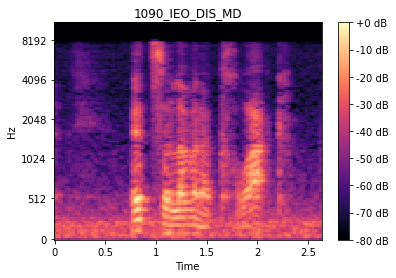 1090_IEO_DIS_MD
8192
4096
2048
1024
512
0
Hz
0
0.5
1
1.5
2
2.5
Time
+0 dB
-10 dB
-20 dB
-30 dB
-40 dB
-50 dB
-60 dB
-70 dB
-80 dB